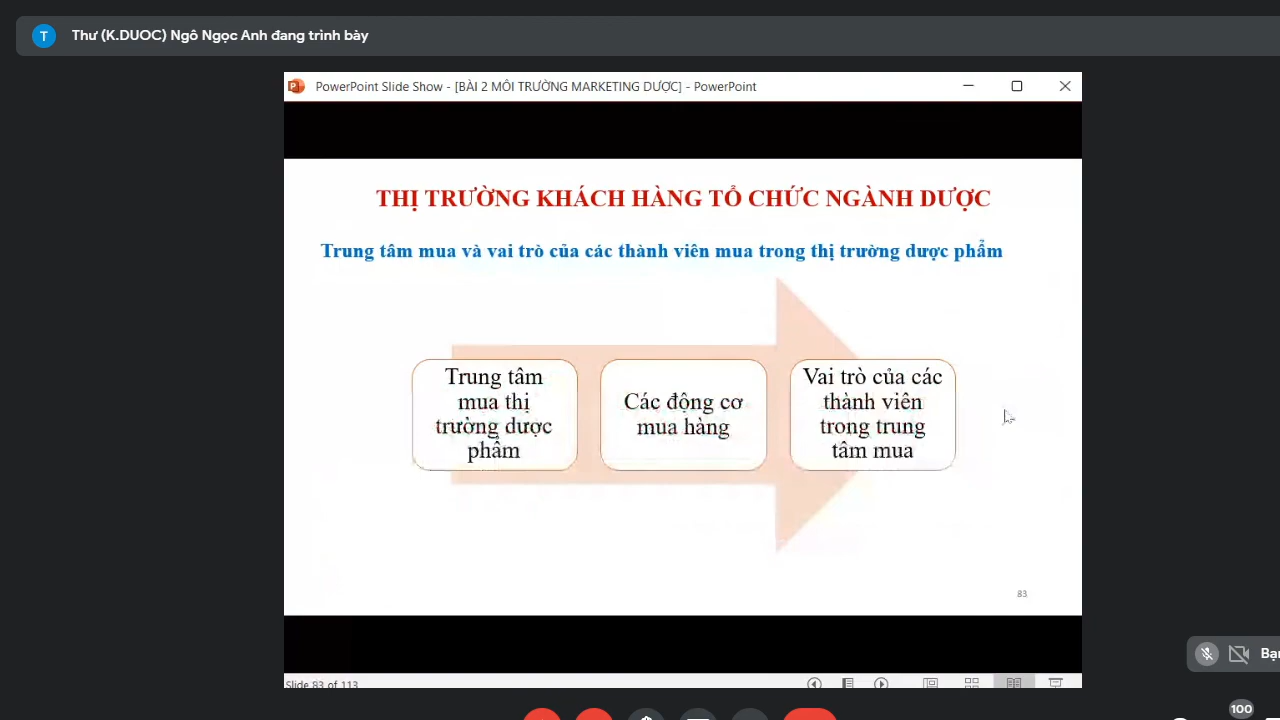 T
Thư (K.DUOC) Ngô Ngọc Anh đang trình bày
PowerPoint Slide Show - [BÀI 2 MÔI TRƯỜNG MARKETING DƯỢC] - PowerPoint
THỊ TRƯỜNG KHÁCH HÀNG TỔ CHỨC NGÀNH DƯỢC
Trung tâm mua và vai trò của các thành viên mua trong thị trường dược phẩm
Trung tâm
mua thị
trường dược
phẩm
Các động cơ
mua hàng
Vai trò của các
thành viên
trong trung
tâm mua
83
Slide 83 of 113
100